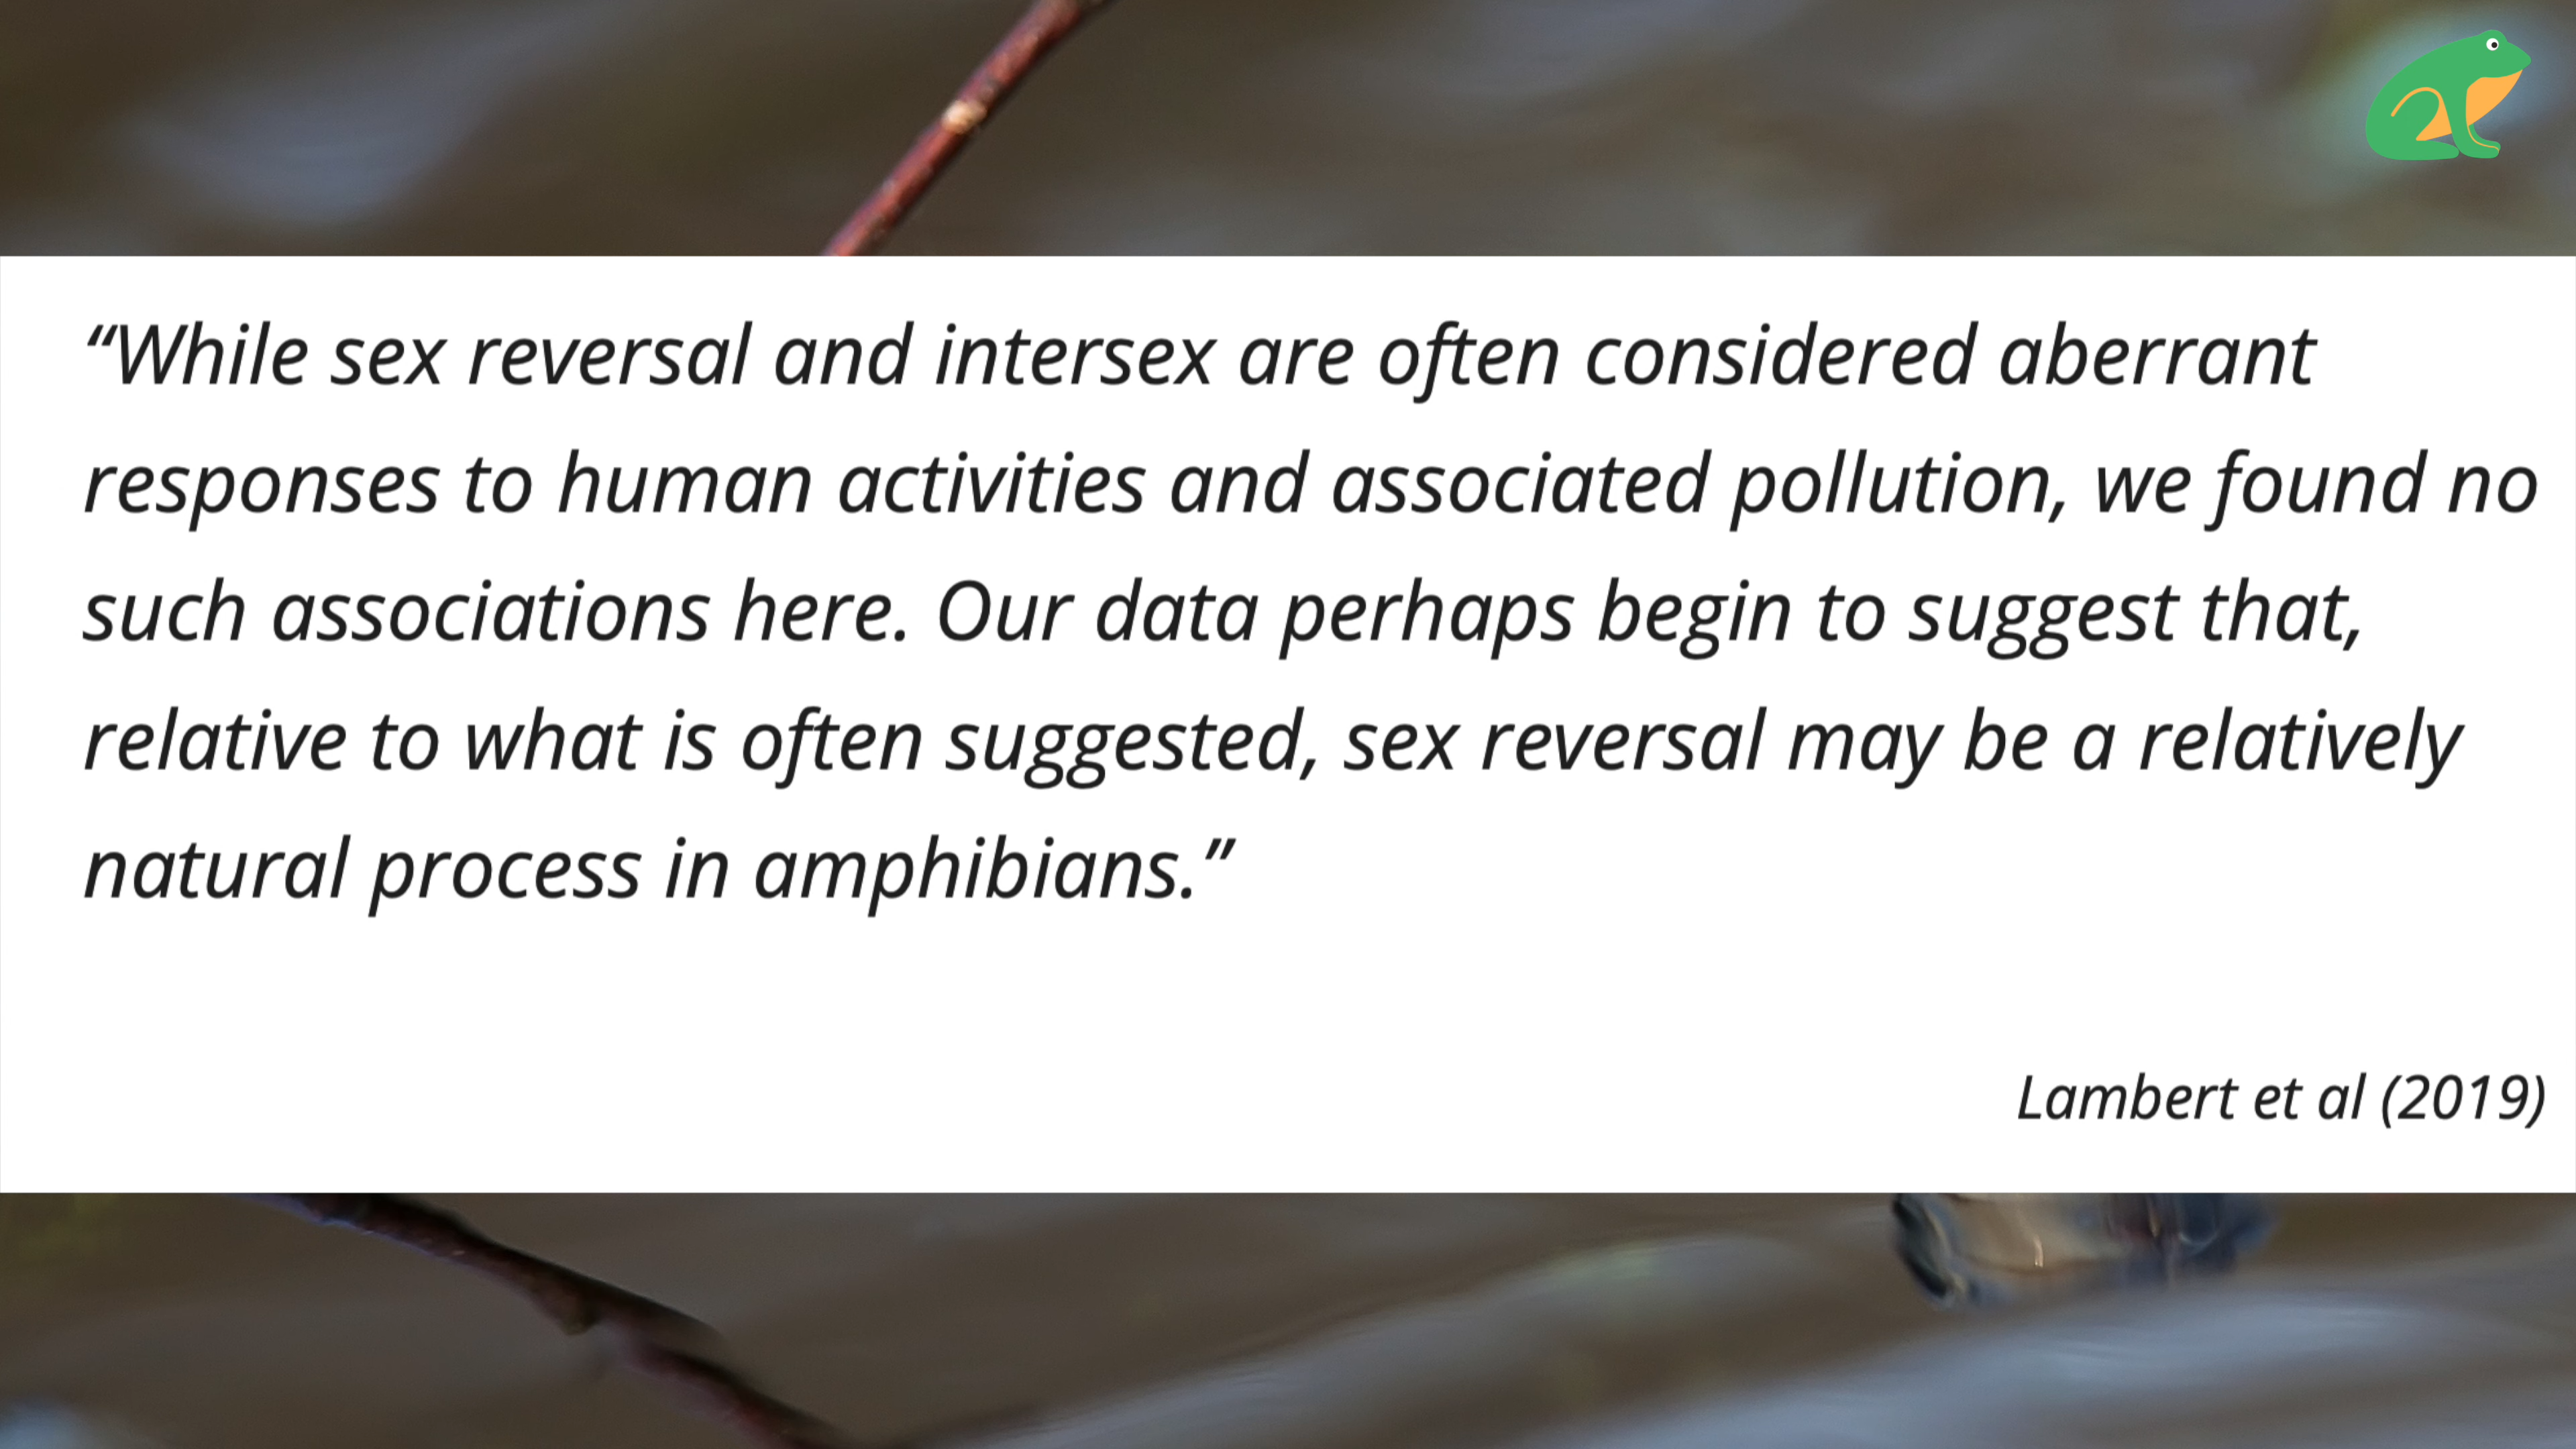 “While sex reversal and intersex are often considered aberrant
responses to human activities and associated pollution, we found no
such associations here. Our data perhaps begin to suggest that,
relative to what is often suggested, sex reversal may be a relatively
natural process in amphibians.”
Lambert et al (2019)